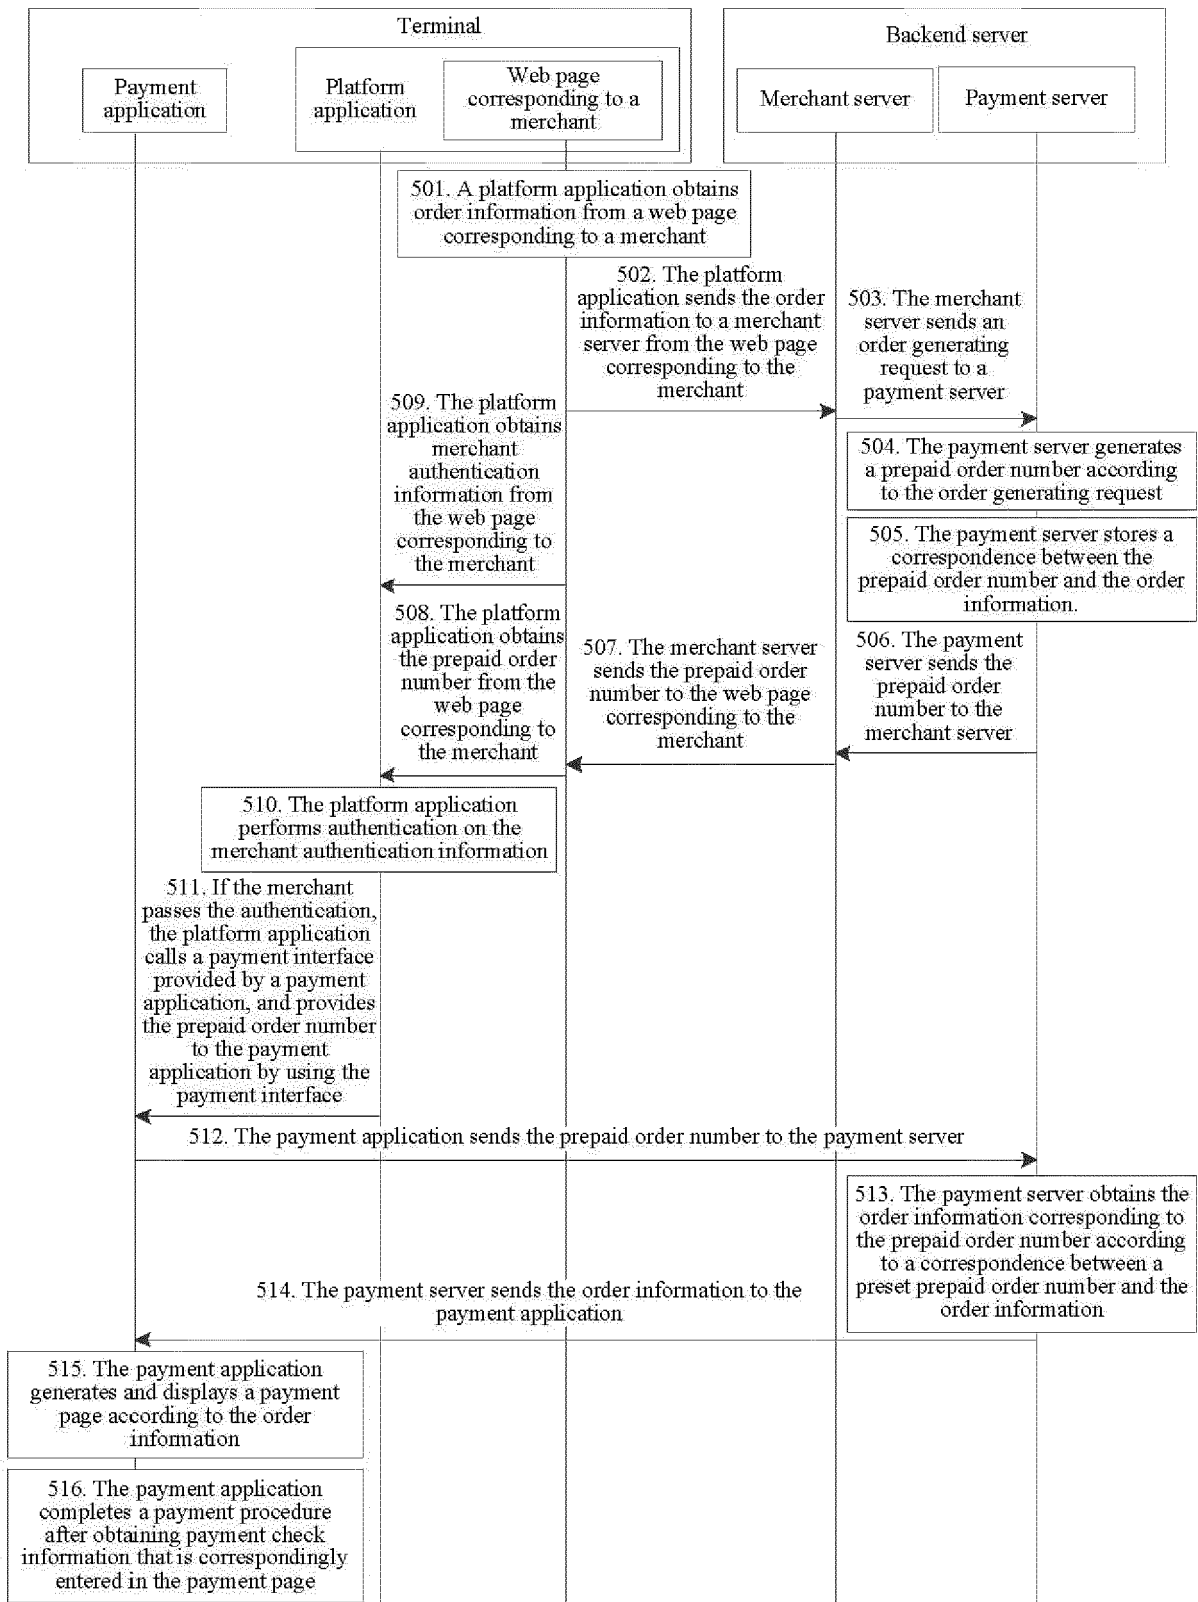 Terminal
Backend server
Payment
application
Platform
application
Web page
corresponding to a
merchant
Merchant server
Payment server
501. A platform application obtains
order information from a web page
corresponding to a merchant
502. The platform
application sends the order
information to a merchant
server from the web page
corresponding to the
merchant
503. The merchant
server sends an
order generating
request to a
payment server
504. The payment server generates
a prepaid order number according
to the order generating request
505. The payment server stores a
correspondence between the
prepaid order number and the order
information.
506. The payment
server sends the
prepaid order
number to the
merchant server
507. The merchant server
sends the prepaid order
number to the web page
corresponding to the
merchant
509. The platform
application obtains
merchant
authentication
information from
the web page
corresponding to
the merchant
508. The platform
application obtains
the prepaid order
number from the
web page
corresponding to
the merchant
510. The platform application
performs authentication on the
merchant authentication information
511. If the merchant
passes the authentication,
the platform application
calls a payment interface
provided by a payment
application, and provides
the prepaid order number
to the payment
application by using the
payment interface
512. The payment application sends the prepaid order number to the payment server
513. The payment server obtains the
order information corresponding to
the prepaid order number according
to a correspondence between a
preset prepaid order number and the
order information
514. The payment server sends the order information to the
payment application
515. The payment application
generates and displays a payment
page according to the order
information
516. The payment application
completes a payment procedure
after obtaining payment check
information that is correspondingly
entered in the payment page